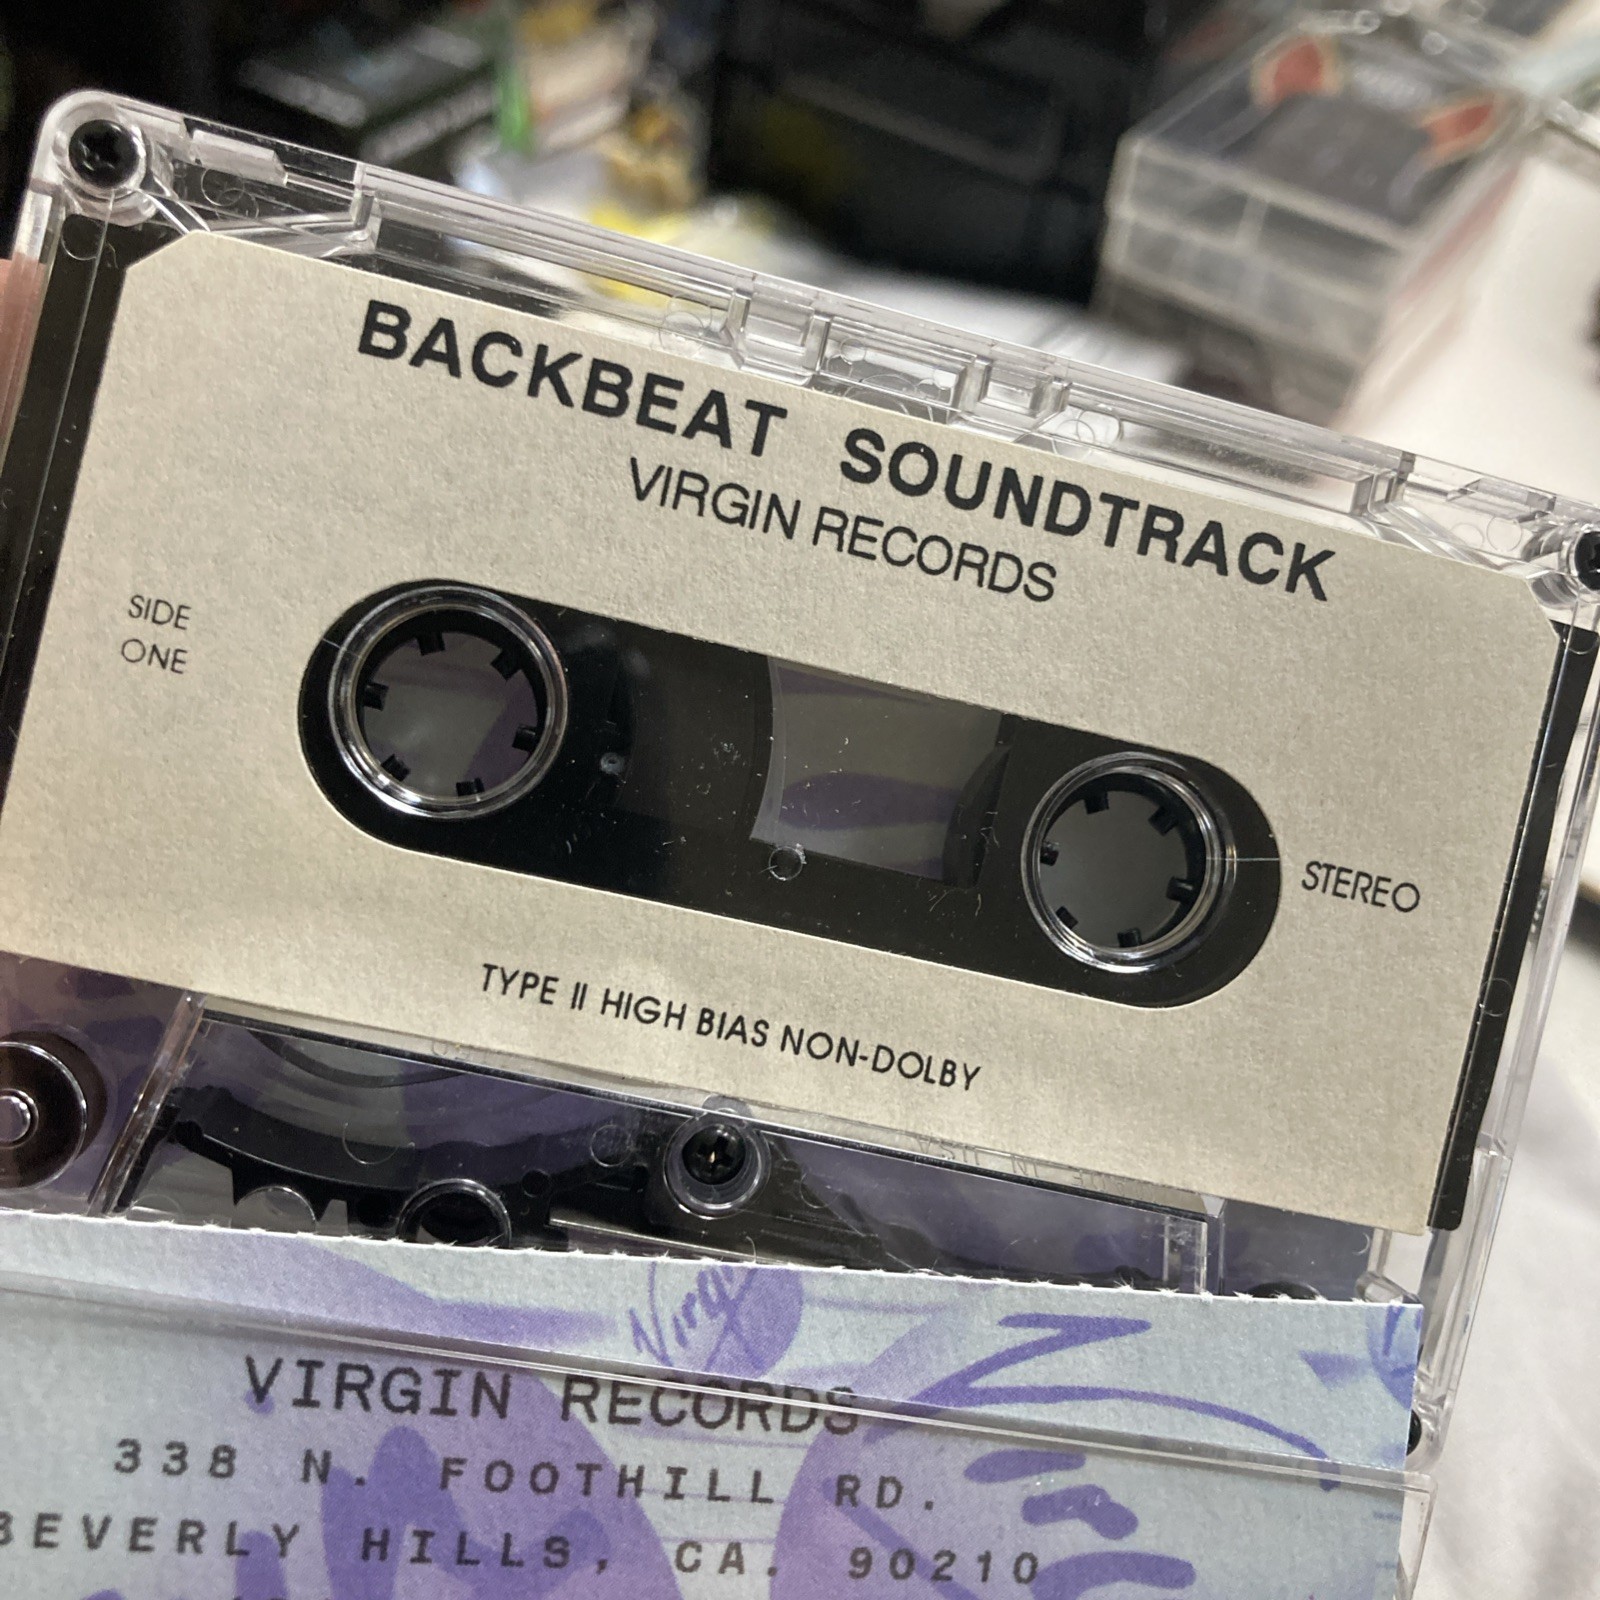 BACKBEAT SOUNDTRACK
VIRGIN RECORDS
SIDE
ONE
STEREO
TYPE II HIGH BIAS NON-DOLBY
Virgin
VIRGIN RECORDS
338 N. FOOTHILL RD.
BEVERLY HILLS, CA. 90210